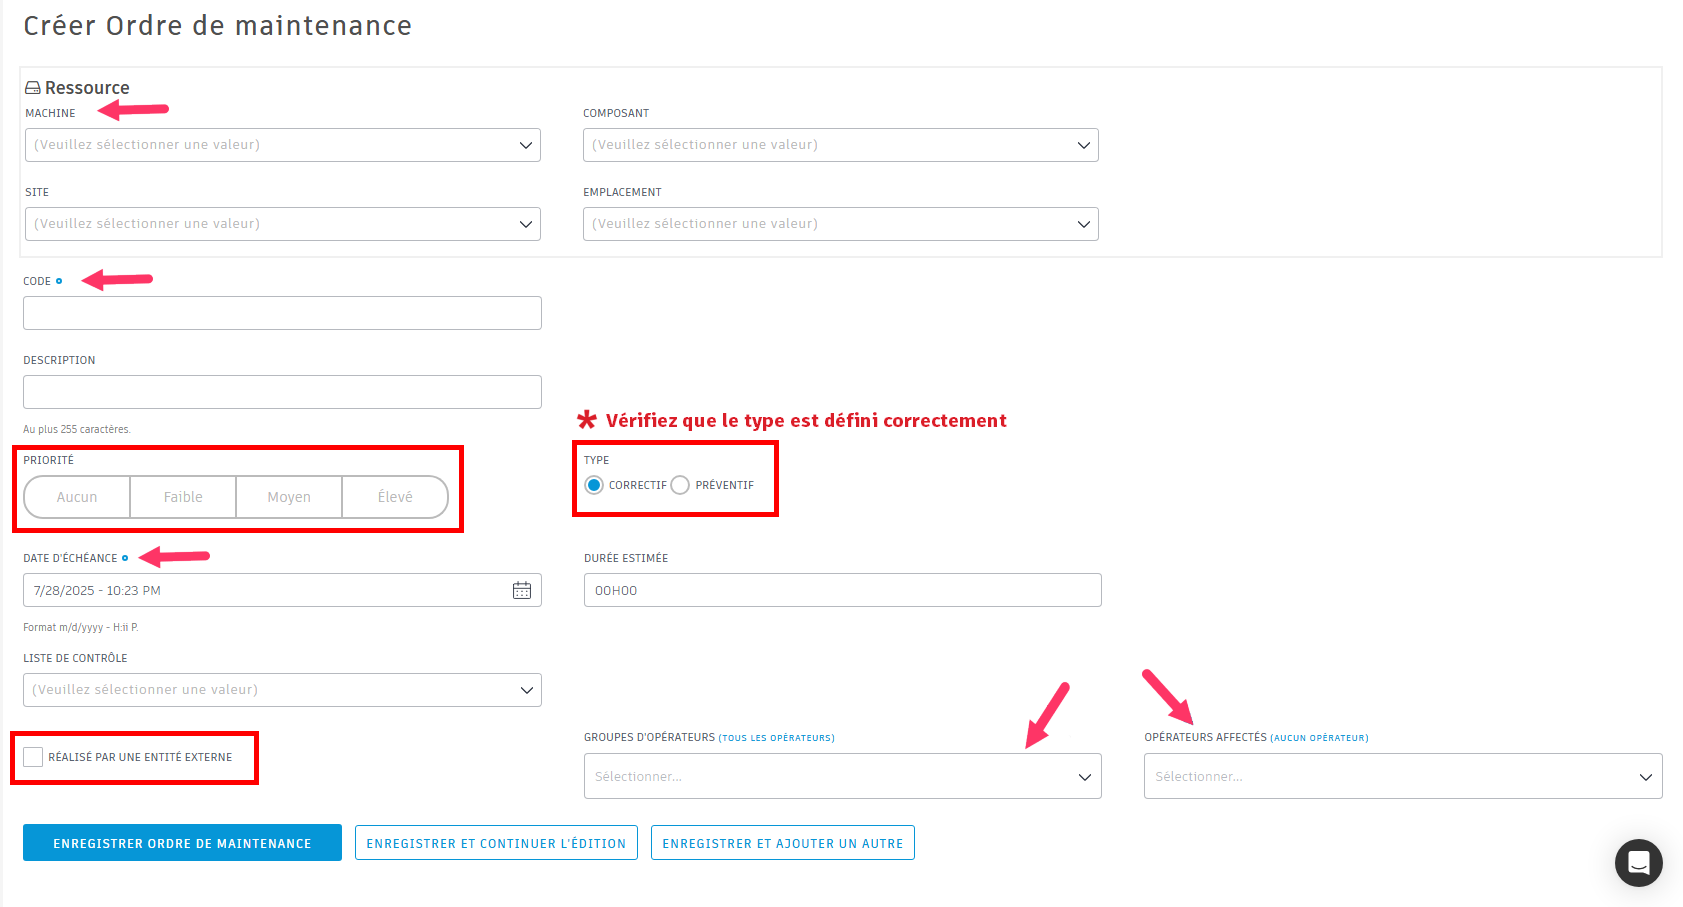 Créer Ordre de maintenance
Ressource
MACHINE
COMPOSANT
(Veuillez sélectionner une valeur)
(Veuillez sélectionner une valeur)
SITE
EMPLACEMENT
(Veuillez sélectionner une valeur)
(Veuillez sélectionner une valeur)
CODE
DESCRIPTION
Au plus 255 caractères.
* Vérifiez que le type est défini correctement
PRIORITÉ
TYPE
Aucun Faible Moyen Élevé
CORRECTIF PRÉVENTIF
DATE D'ÉCHÉANCE
DURÉE ESTIMÉE
7/28/2025 - 10:23 PM
00H00
Format m/d/yyyy - H:ii P.
LISTE DE CONTRÔLE
(Veuillez sélectionner une valeur)
RÉALISÉ PAR UNE ENTITÉ EXTERNE
GROUPES D'OPÉRATEURS (TOUS LES OPÉRATEURS)
OPÉRATEURS AFFECTÉS (AUCUN OPÉRATEUR)
Sélectionner...
Sélectionner...
ENREGISTRER ORDRE DE MAINTENANCE
ENREGISTRER ET CONTINUER L'ÉDITION
ENREGISTRER ET AJOUTER UN AUTRE